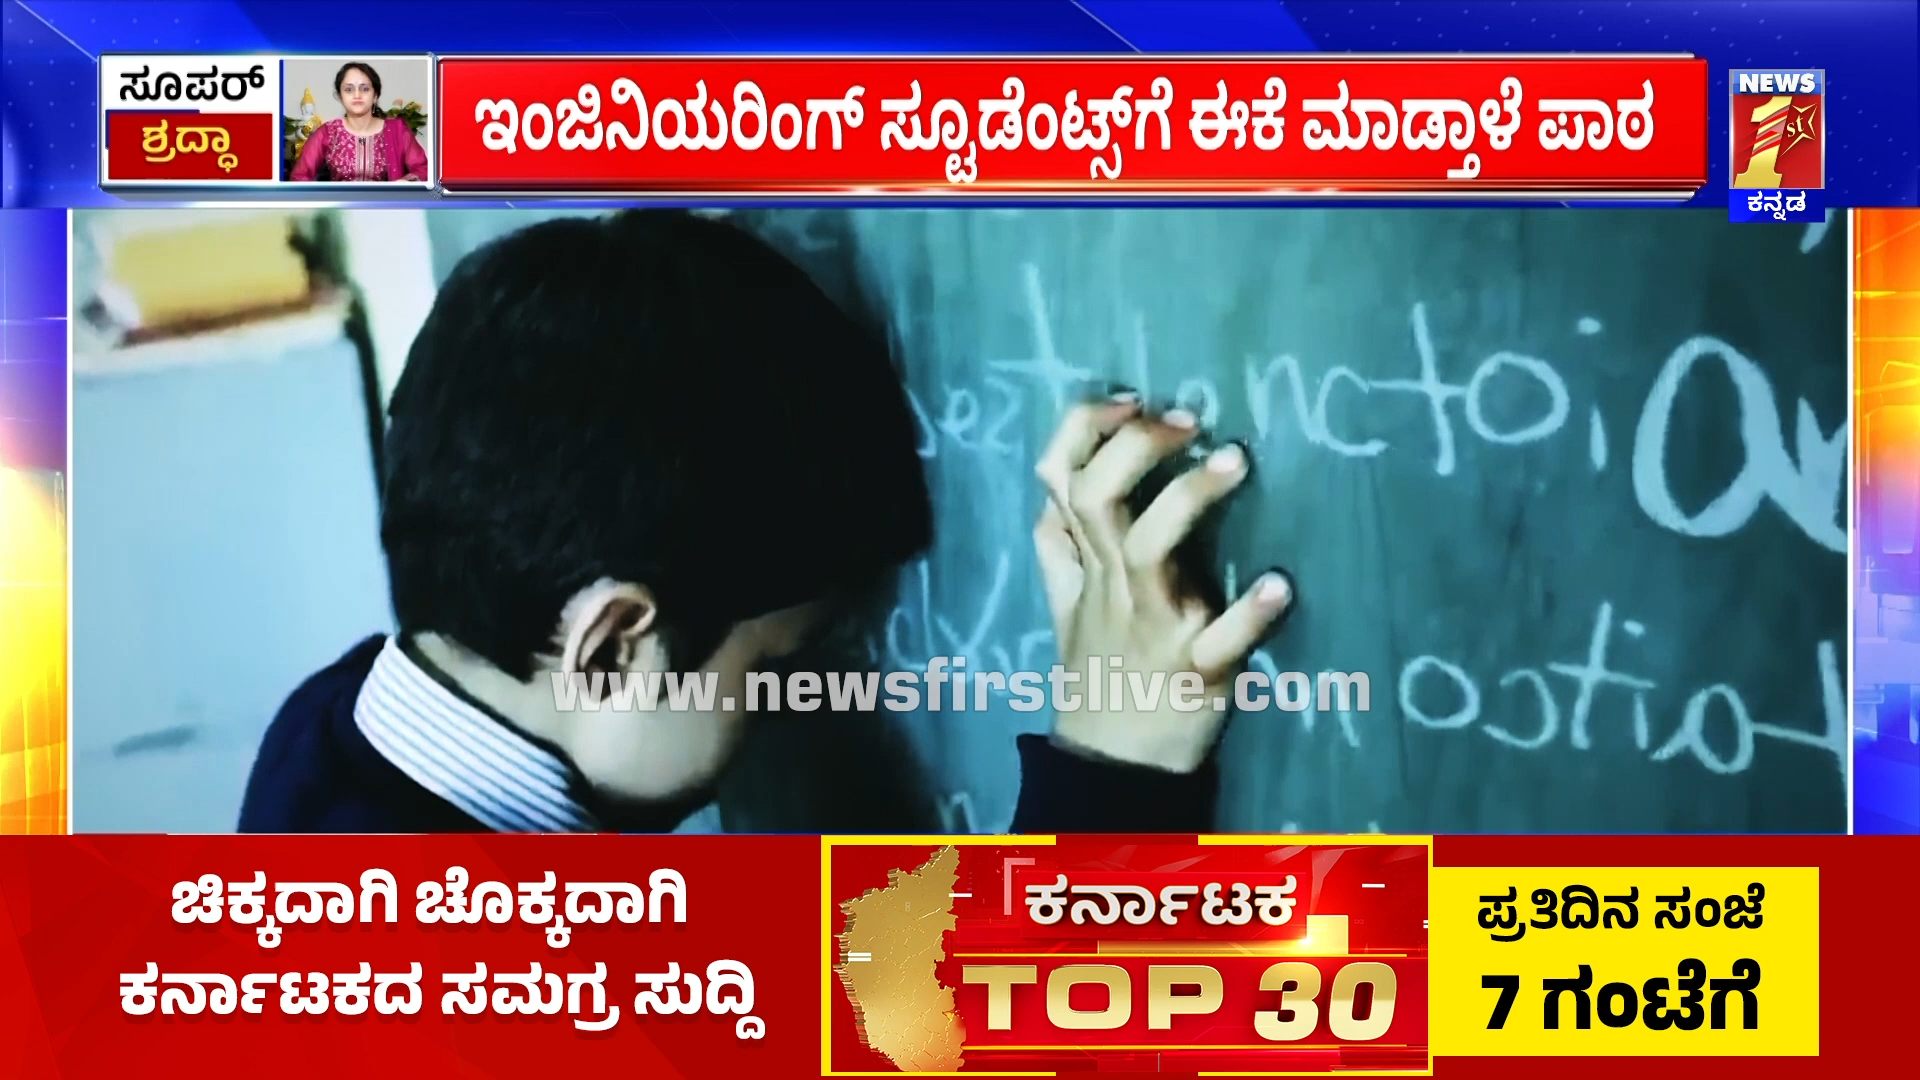 ಸೂಪರ್
ಶ್ರದ್ಧಾ
ಇಂಜಿನಿಯರಿಂಗ್ ಸ್ಟೂಡೆಂಟ್ಸ್‌ಗೆ ಈಕೆ ಮಾಡ್ತಾಳೆ ಪಾಠ
NEWS
1st
ಕನ್ನಡ
www.newsfirstlive.com
ಚಿಕ್ಕದಾಗಿ ಚೊಕ್ಕದಾಗಿ
ಕರ್ನಾಟಕದ ಸಮಗ್ರ ಸುದ್ದಿ
ಕರ್ನಾಟಕ
TOP 30
ಪ್ರತಿದಿನ ಸಂಜೆ
7 ಗಂಟೆಗೆ